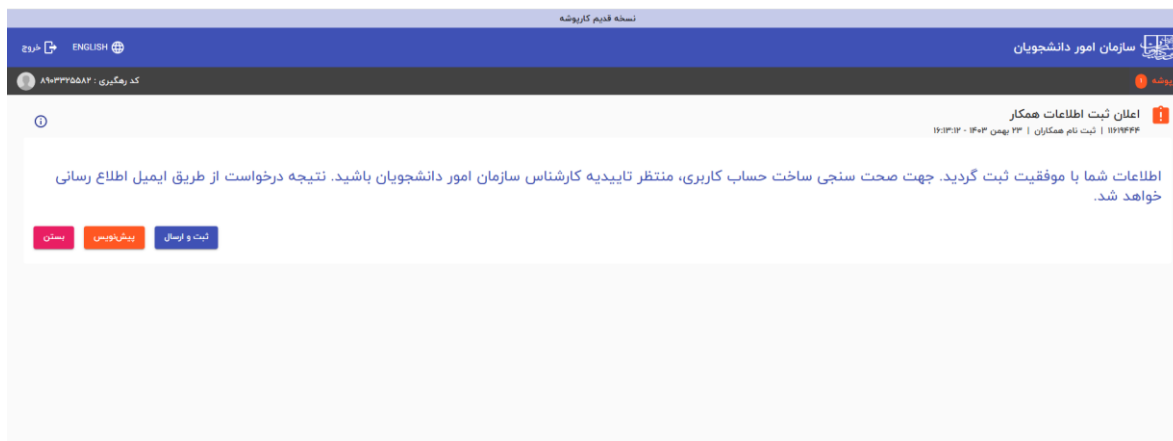 نسخه قدیم کارپوشه
سازمان امور دانشجویان
ENGLISH
خروج
پوشه ۱
کد رهگیری : ۸۹۰۳۳۲۵۵۸۲
اعلان ثبت اطلاعات همکار
۱۱۶۱۹۴۴۴ | ثبت نام همکاران | ۲۳ بهمن ۱۴۰۳ - ۱۶:۱۳:۱۲
اطلاعات شما با موفقیت ثبت گردید. جهت صحت سنجی ساخت حساب کاربری، منتظر تاییدیه کارشناس سازمان امور دانشجویان باشید. نتیجه درخواست از طریق ایمیل اطلاع رسانی
خواهد شد.
ثبت و ارسال
پیش‌نویس
بستن